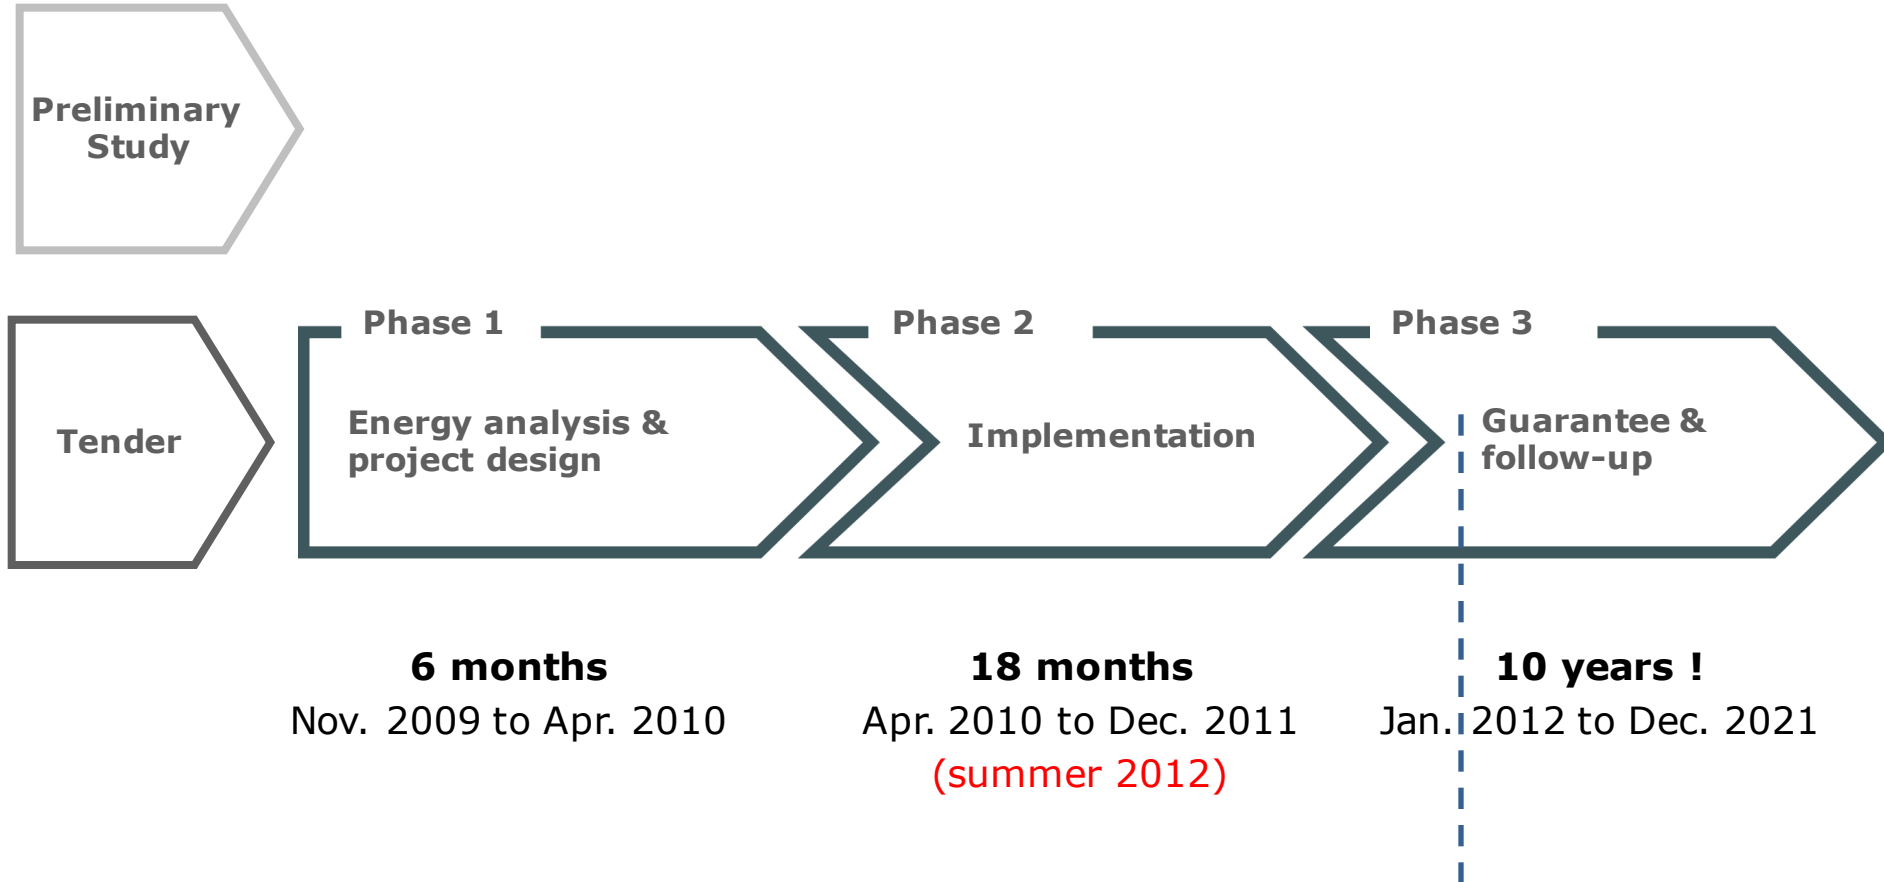 Preliminary
Study
Tender
Phase 1
Energy analysis &
project design
Phase 2
Implementation
Phase 3
Guarantee &
follow-up
6 months
Nov. 2009 to Apr. 2010
18 months
Apr. 2010 to Dec. 2011
(summer 2012)
10 years !
Jan. 2012 to Dec. 2021